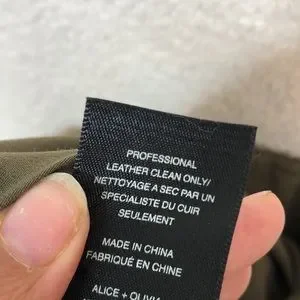 PROFESSIONAL
LEATHER CLEAN ONLY/
NETTOYAGE A SEC PAR UN
SPECIALISTE DU CUIR
SEULEMENT
MADE IN CHINA
FABRIQUÉ EN CHINE
ALICE + OLIVIA